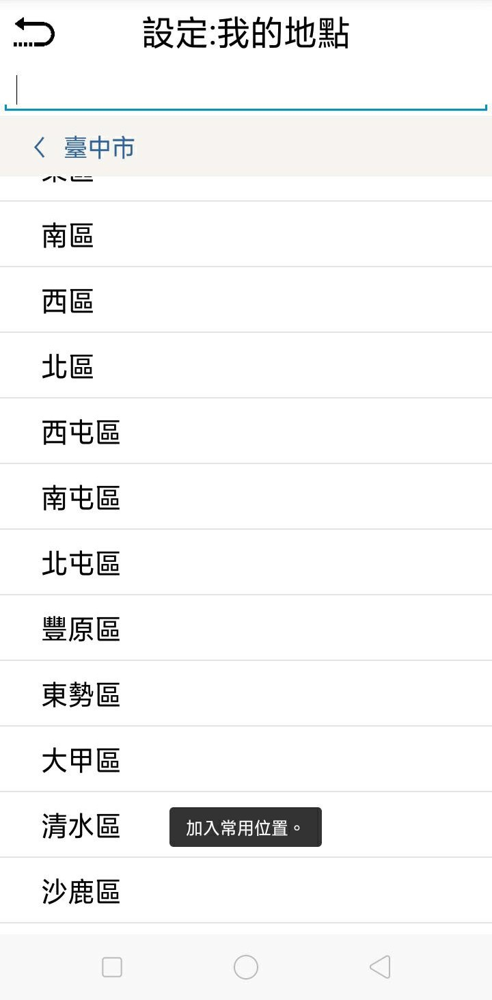 設定:我的地點
臺中市
南區
西區
北區
西屯區
南屯區
北屯區
豐原區
東勢區
大甲區
清水區
加入常用位置。
沙鹿區